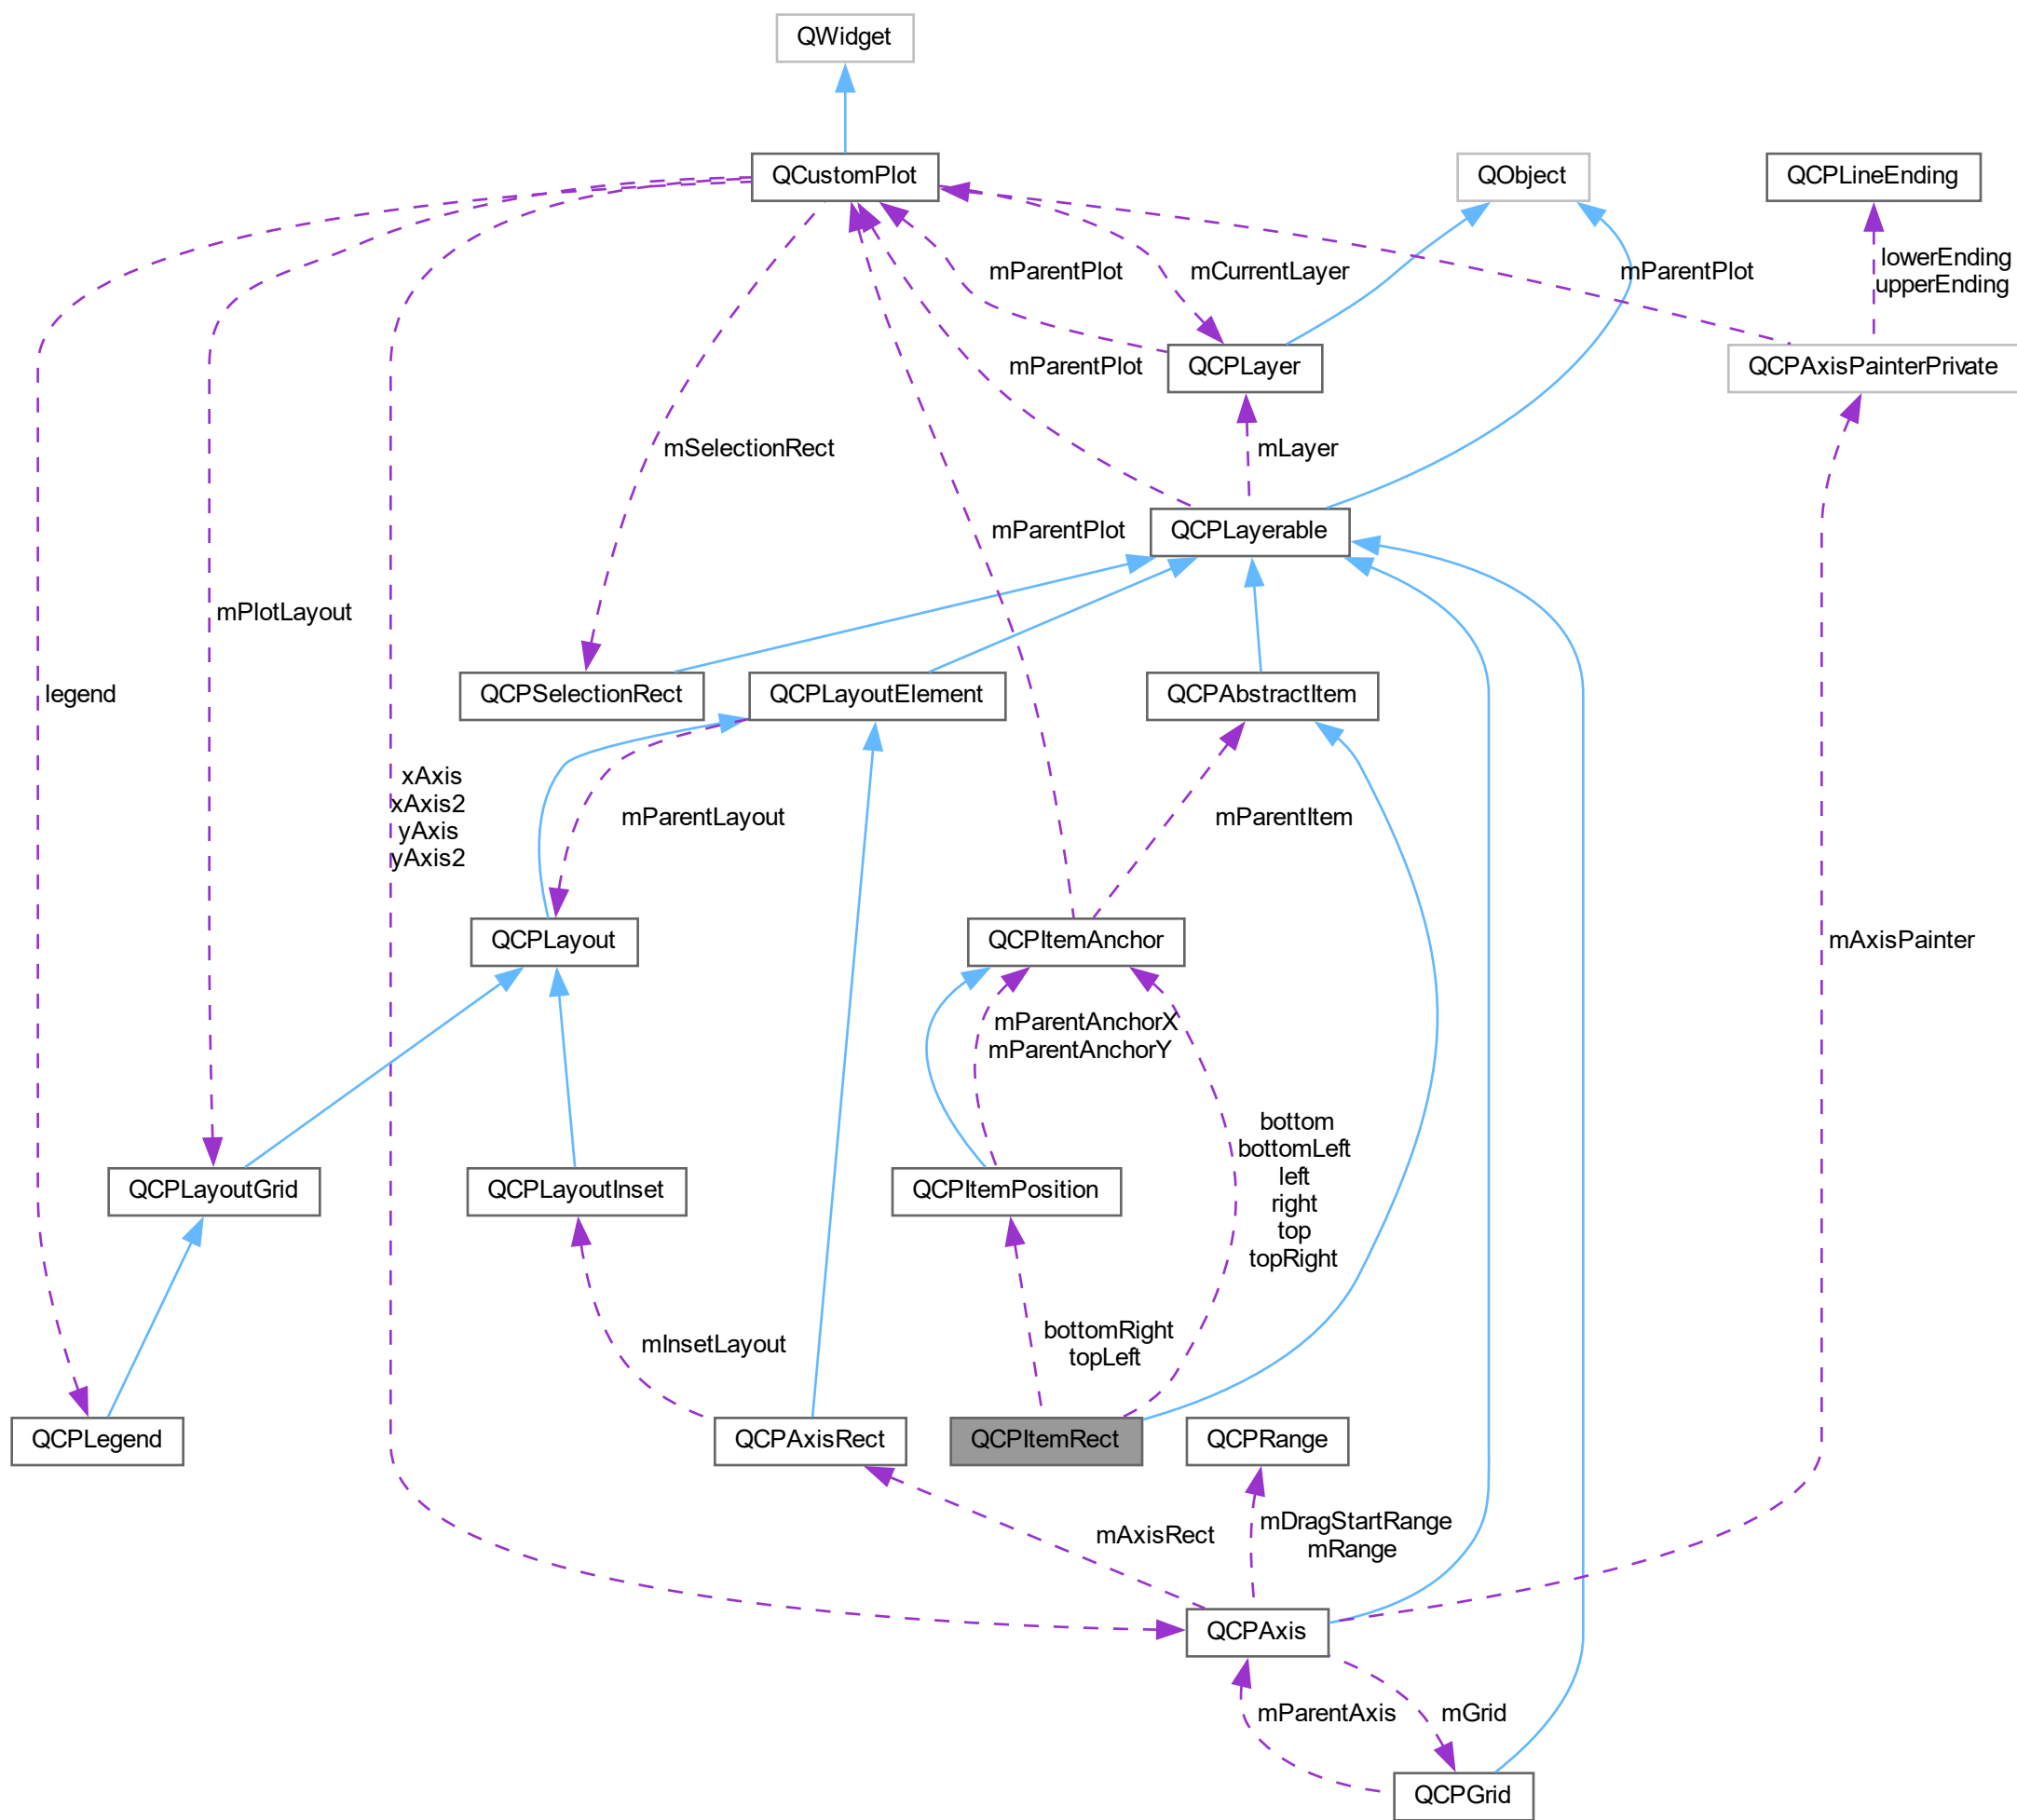 QWidget
QCustomPlot
QObject
QCPLineEnding
mParentPlot
mCurrentLayer
mParentPlot
lowerEnding
upperEnding
mParentPlot
QCPLayer
QCPAxisPainterPrivate
mSelectionRect
mLayer
mParentPlot
QCPLayerable
mPlotLayout
legend
QCPSelectionRect
QCPLayoutElement
QCPAbstractItem
xAxis
xAxis2
yAxis
yAxis2
mParentLayout
mParentItem
QCPLayout
QCPItemAnchor
mAxisPainter
mParentAnchorX
mParentAnchorY
bottom
bottomLeft
left
right
top
topRight
QCPLayoutGrid
QCPLayoutInset
QCPItemPosition
mInsetLayout
bottomRight
topLeft
QCPLegend
QCPAxisRect
QCPItemRect
QCPRange
mAxisRect
mDragStartRange
mRange
QCPAxis
mParentAxis
mGrid
QCPGrid